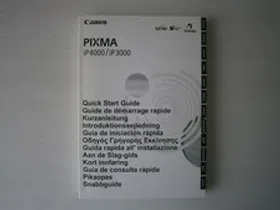 Canon
PIXMA
iP4000/iP3000
Quick Start Guide
Guide de démarrage rapide
Kurzanleitung
Introduktionsvejledning
Guía de iniciación rápida
Οδηγός Γρήγορης Εκκίνησης
Guida rapida all' installazione
Aan de Slag-gids
Kort innføring
Guia de consulta rápida
Pikaopas
Snabbguide